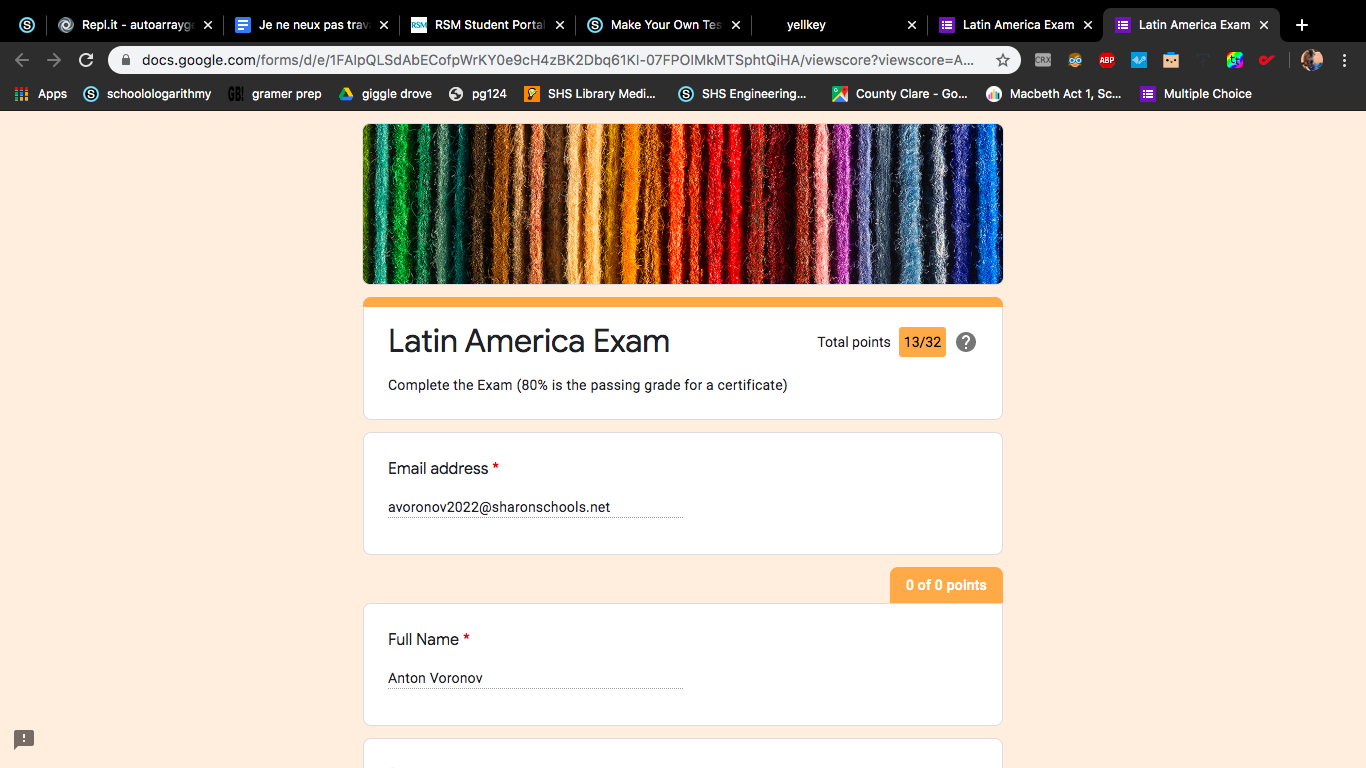 Repl.it - autoarrayge
Je ne neux pas trava
RSM Student Portal
Make Your Own Tes
yellkey
Latin America Exam
Latin America Exam
docs.google.com/forms/d/e/1FAIpQLSdAbECofpWrKY0e9cH4zBK2Dbq61KI-07FPOlMkMTSphtQiHA/viewscore?viewscore=A...
CRX
ABP
Apps
schoolologarithmy
GB!
gramer prep
giggle drove
pg124
SHS Library Medi...
SHS Engineering...
County Clare - Go...
Macbeth Act 1, Sc...
Multiple Choice
Latin America Exam
Total points
13/32
Complete the Exam (80% is the passing grade for a certificate)
Email address *
avoronov2022@sharonschools.net
0 of 0 points
Full Name *
Anton Voronov